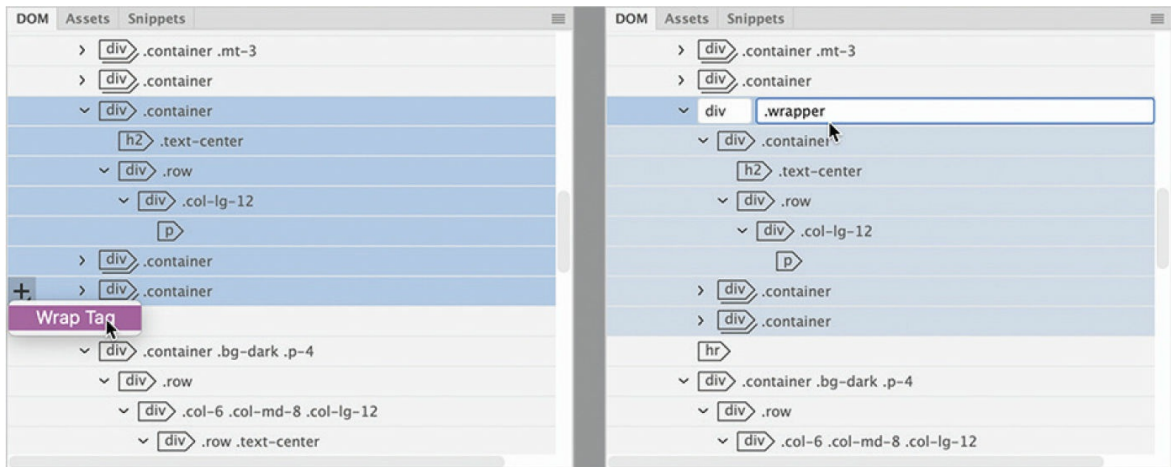 DOM Assets Snippets
div .container .mt-3
div .container
div .container
h2 .text-center
div .row
div .col-lg-12
p
div .container
div .container
Wrap Tag
div .container .bg-dark .p-4
div .row
div .col-6 .col-md-8 .col-lg-12
div .row .text-center
DOM Assets Snippets
div .container .mt-3
div .container
div .wrapper
div .container
h2 .text-center
div .row
div .col-lg-12
p
div .container
div .container
hr
div .container .bg-dark .p-4
div .row
div .col-6 .col-md-8 .col-lg-12